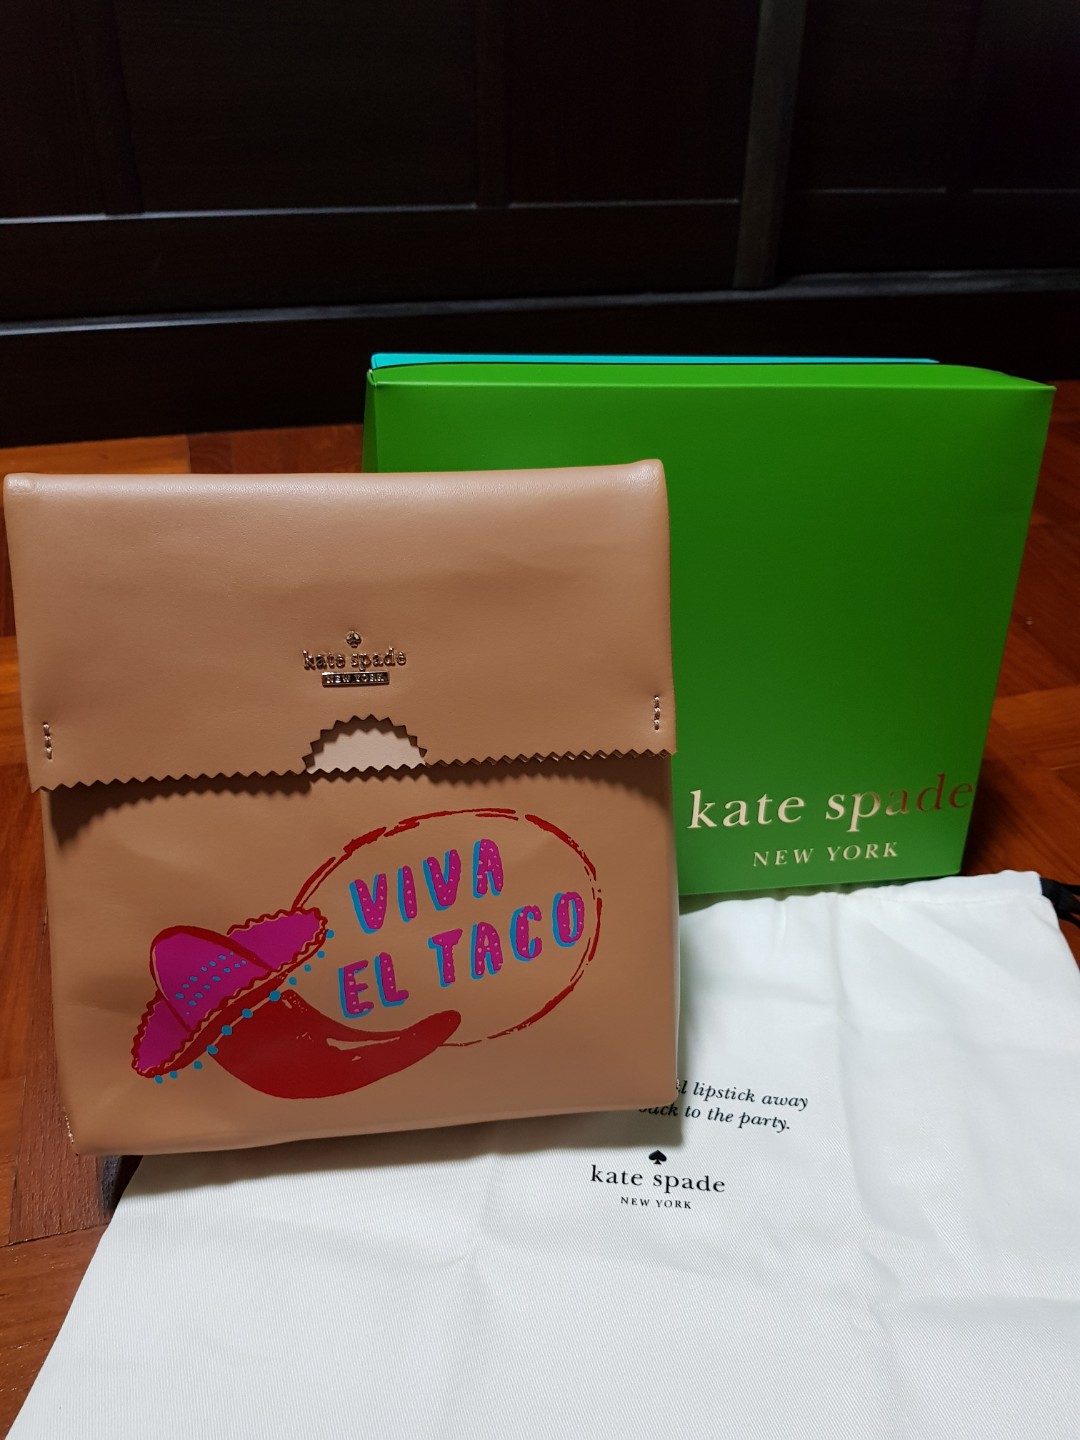 kate spade
NEW YORK
VIVA
EL TACO
kate spade
NEW YORK
lipstick away
back to the party.
kate spade
NEW YORK